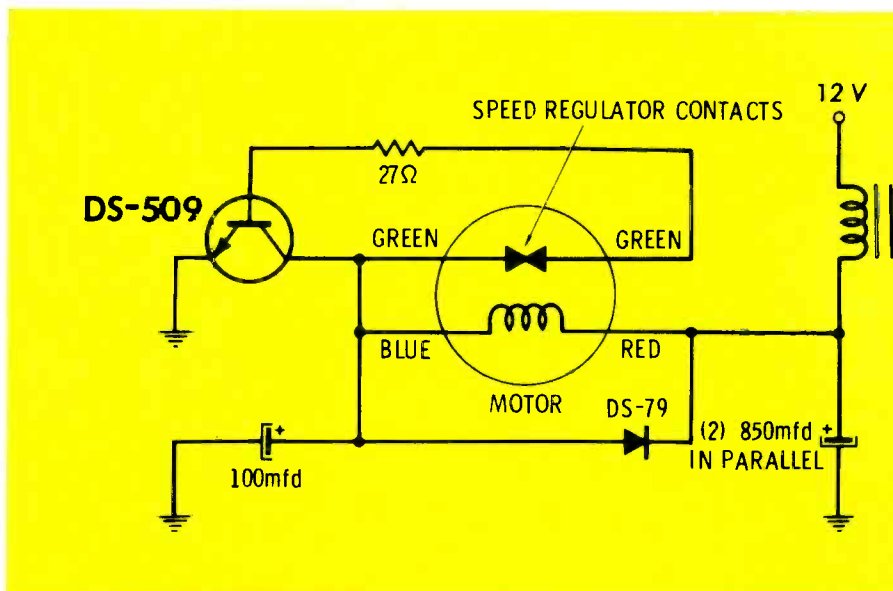 12 V
SPEED REGULATOR CONTACTS
27Ω
DS-509
GREEN
GREEN
BLUE
RED
MOTOR
DS-79
(2) 850mfd
+
IN PARALLEL
+
100mfd